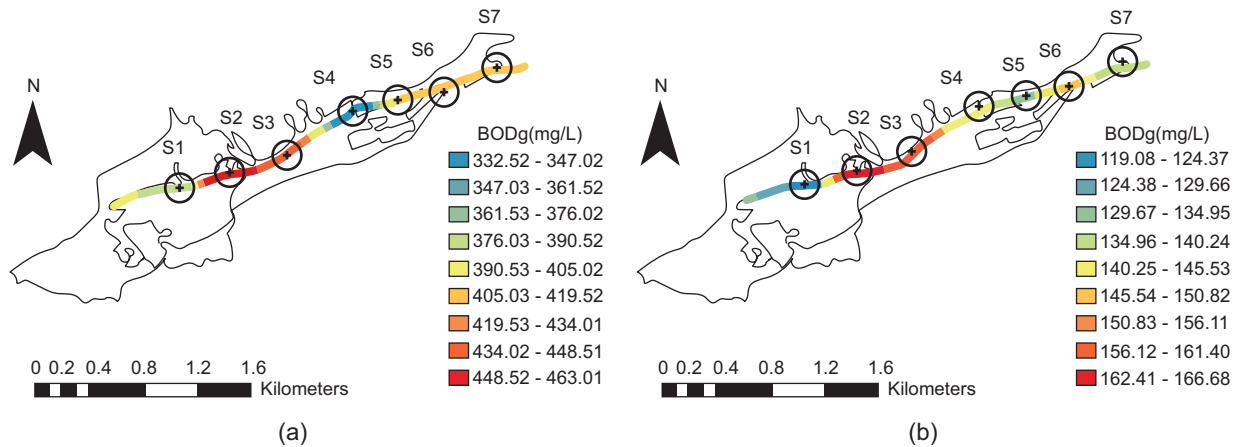 N
S1
S2
S3
S4
S5
S6
S7
BODg(mg/L)
332.52 - 347.02
347.03 - 361.52
361.53 - 376.02
376.03 - 390.52
390.53 - 405.02
405.03 - 419.52
419.53 - 434.01
434.02 - 448.51
448.52 - 463.01
0 0.2 0.4 0.8 1.2 1.6
Kilometers
(a)
N
S1
S2
S3
S4
S5
S6
S7
BODg(mg/L)
119.08 - 124.37
124.38 - 129.66
129.67 - 134.95
134.96 - 140.24
140.25 - 145.53
145.54 - 150.82
150.83 - 156.11
156.12 - 161.40
162.41 - 166.68
0 0.2 0.4 0.8 1.2 1.6
Kilometers
(b)